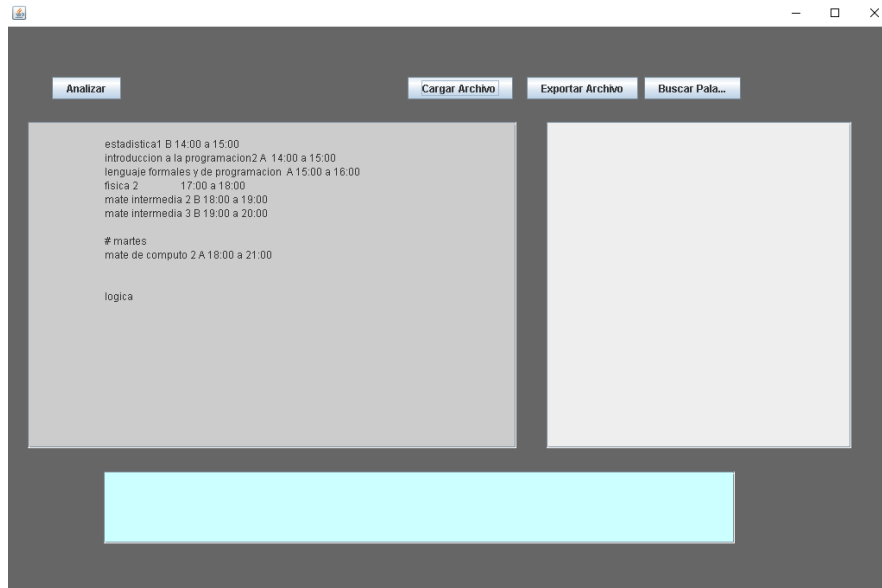 Analizar
Cargar Archivo
Exportar Archivo
Buscar Pala...
estadistica1 B 14:00 a 15:00
introduccion a la programacion2 A 14:00 a 15:00
lenguaje formales y de programacion A 15:00 a 16:00
fisica 2 17:00 a 18:00
mate intermedia 2 B 18:00 a 19:00
mate intermedia 3 B 19:00 a 20:00
# martes
mate de computo 2 A 18:00 a 21:00
logica